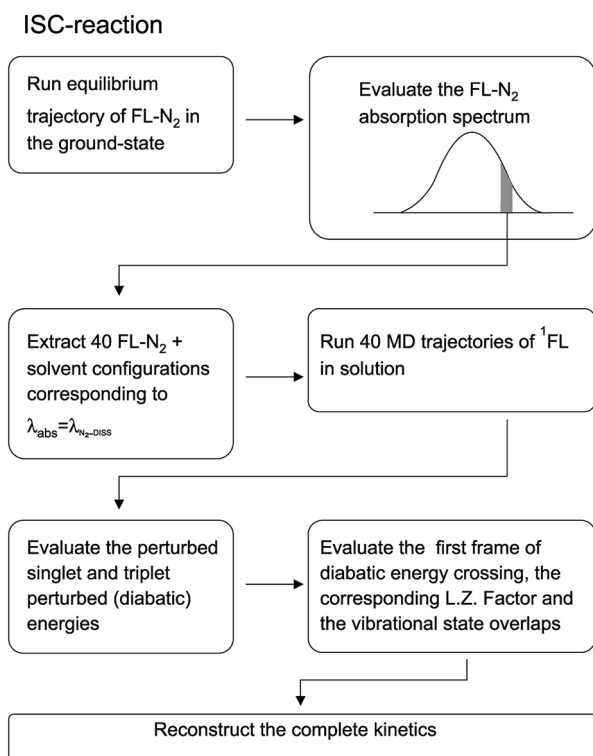 ISC-reaction
Run equilibrium
trajectory of FL-N₂ in
the ground-state
Evaluate the FL-N₂
absorption spectrum
Extract 40 FL-N₂ +
solvent configurations
corresponding to
λabs=λN₂-DISS
Run 40 MD trajectories of ¹FL
in solution
Evaluate the perturbed
singlet and triplet
perturbed (diabatic)
energies
Evaluate the first frame of
diabatic energy crossing, the
corresponding L.Z. Factor and
the vibrational state overlaps
Reconstruct the complete kinetics